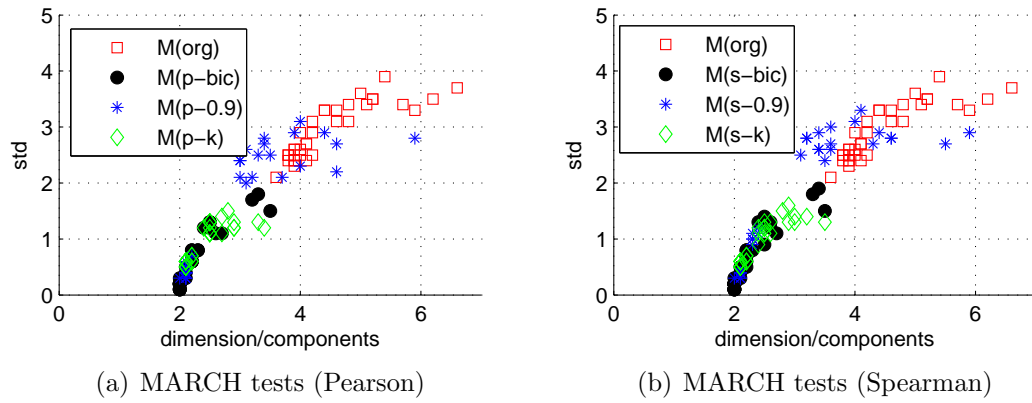 5
4
3
2
1
0
std
M(org)
M(p−bic)
M(p−0.9)
M(p−k)
0 2 4 6
dimension/components
(a) MARCH tests (Pearson)
5
4
3
2
1
0
std
M(org)
M(s−bic)
M(s−0.9)
M(s−k)
0 2 4 6
dimension/components
(b) MARCH tests (Spearman)